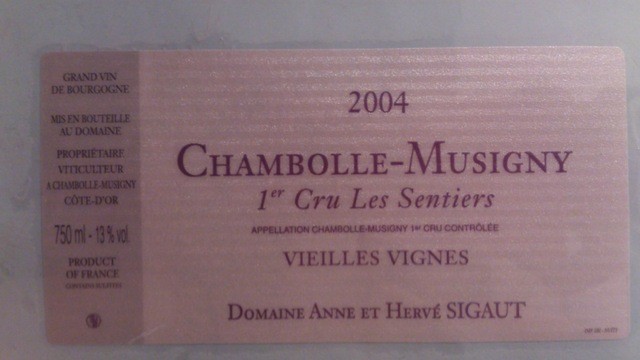 GRAND VIN
DE BOURGOGNE
MIS EN BOUTEILLE
AU DOMAINE
PROPRIÉTAIRE
VITICULTEUR
A CHAMBOLLE-MUSIGNY
CÔTE-D'OR
750 ml - 13 % vol.
PRODUCT
OF FRANCE
CONTAINS SULFITES
2004
CHAMBOLLE-MUSIGNY
1er Cru Les Sentiers
APPELLATION CHAMBOLLE-MUSIGNY 1ER CRU CONTRÔLÉE
VIEILLES VIGNES
DOMAINE ANNE ET HERVÉ SIGAUT